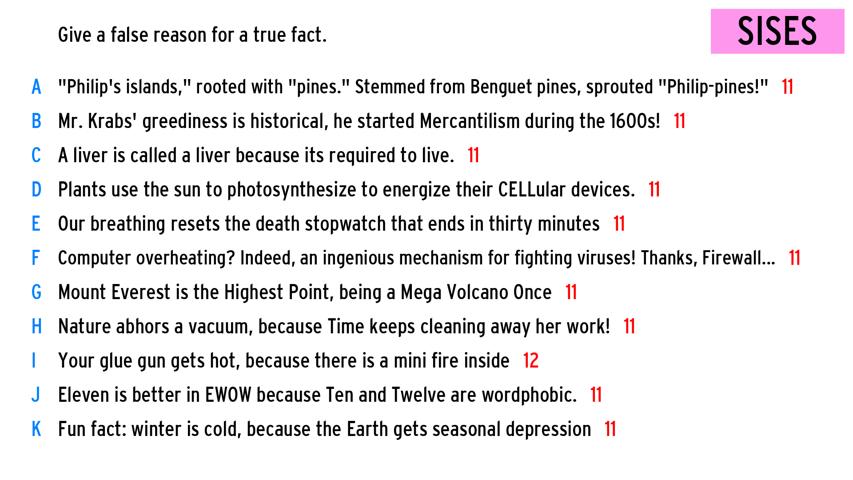 Give a false reason for a true fact.
SISES
A "Philip's islands," rooted with "pines." Stemmed from Benguet pines, sprouted "Philip-pines!" 11
B Mr. Krabs' greediness is historical, he started Mercantilism during the 1600s! 11
C A liver is called a liver because its required to live. 11
D Plants use the sun to photosynthesize to energize their CELLular devices. 11
E Our breathing resets the death stopwatch that ends in thirty minutes 11
F Computer overheating? Indeed, an ingenious mechanism for fighting viruses! Thanks, Firewall... 11
G Mount Everest is the Highest Point, being a Mega Volcano Once 11
H Nature abhors a vacuum, because Time keeps cleaning away her work! 11
I Your glue gun gets hot, because there is a mini fire inside 12
J Eleven is better in EWOW because Ten and Twelve are wordphobic. 11
K Fun fact: winter is cold, because the Earth gets seasonal depression 11